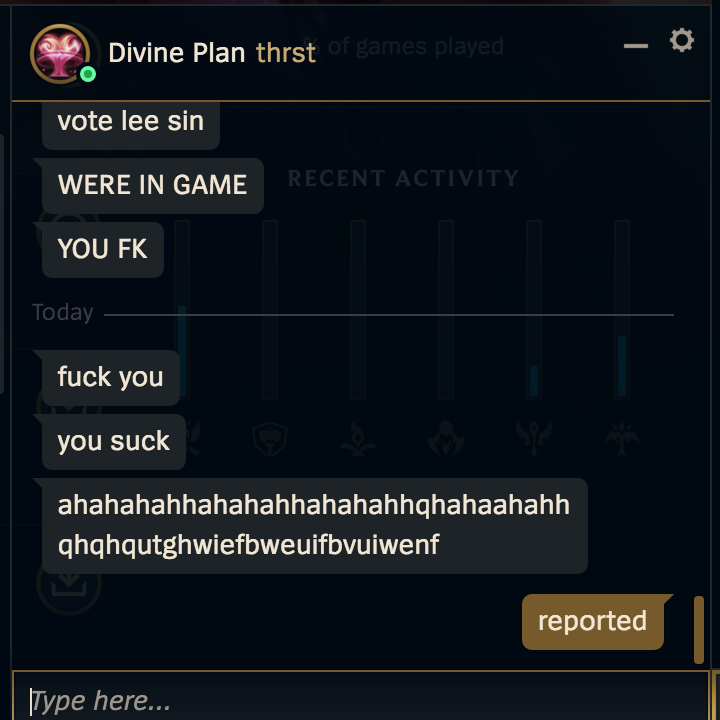 Divine Plan thrst
% of games played
vote lee sin
WERE IN GAME
RECENT ACTIVITY
YOU FK
Today
fuck you
you suck
ahahahahhahahahhahahahhqhahaahahh
qhqhqutghwiefbweuifbvuiwenf
reported
Type here...